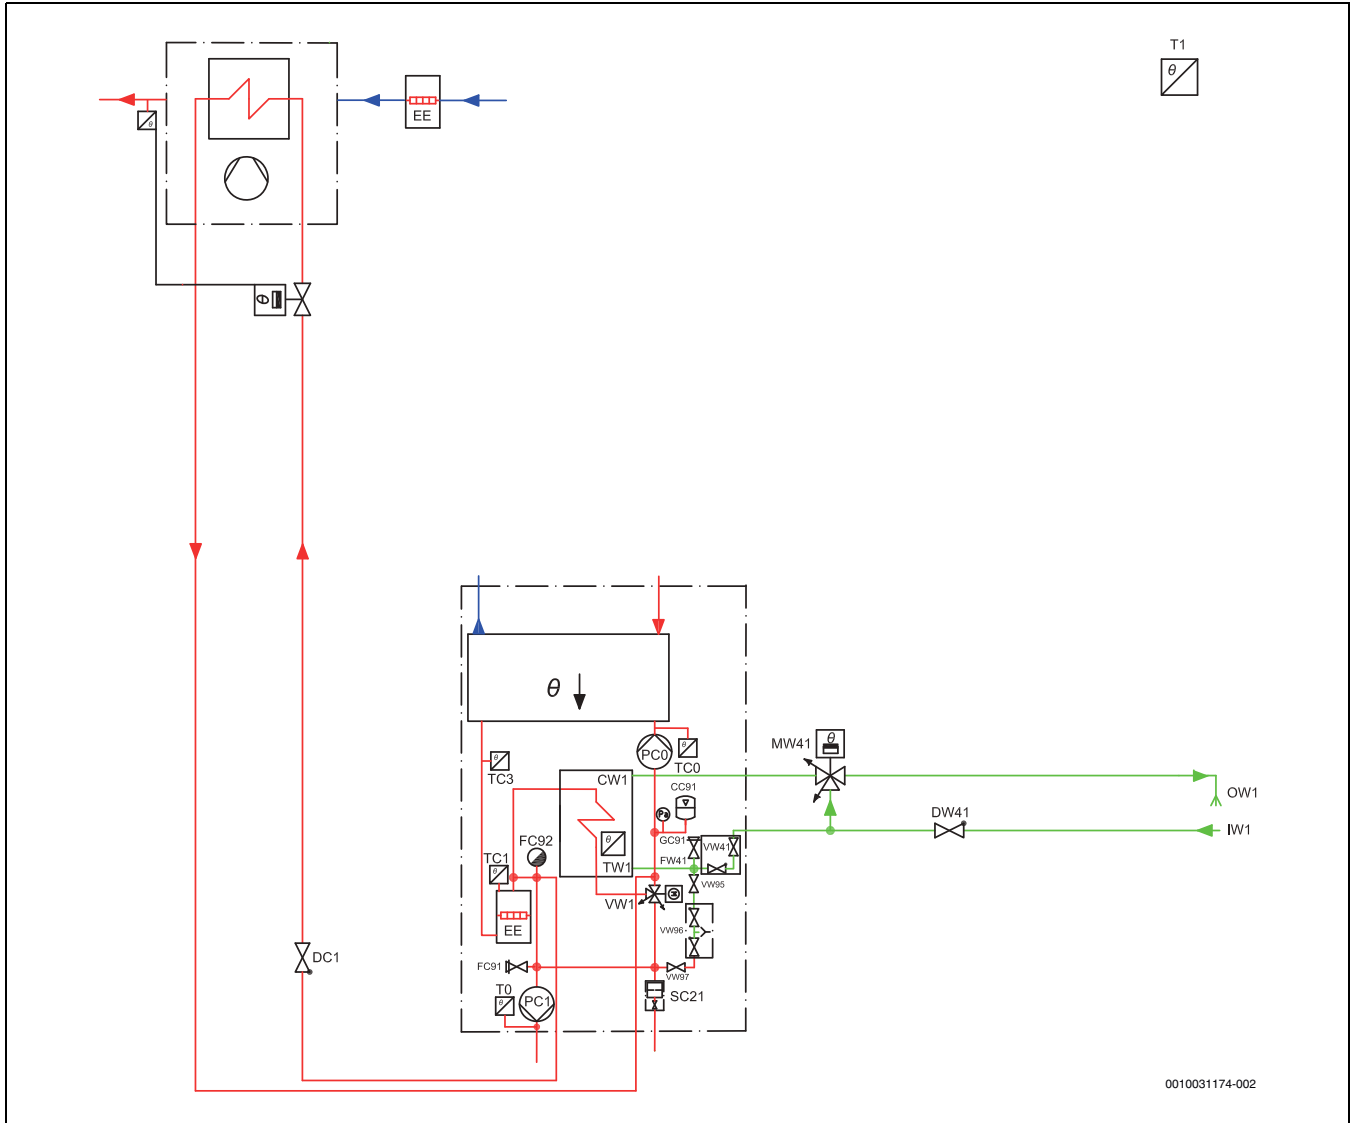 T1
θ
EE
θ
θ
DC1
θ
PC0
θ
TC0
θ
TC3
CW1
CC91
Pa
θ
MW41
OW1
DW41
IW1
FC92
θ
TC1
θ
TW1
GC91
FW41
VW41
VW95
VW1
M
EE
VW96
FC91
VW97
T0
θ
PC1
SC21
0010031174-002